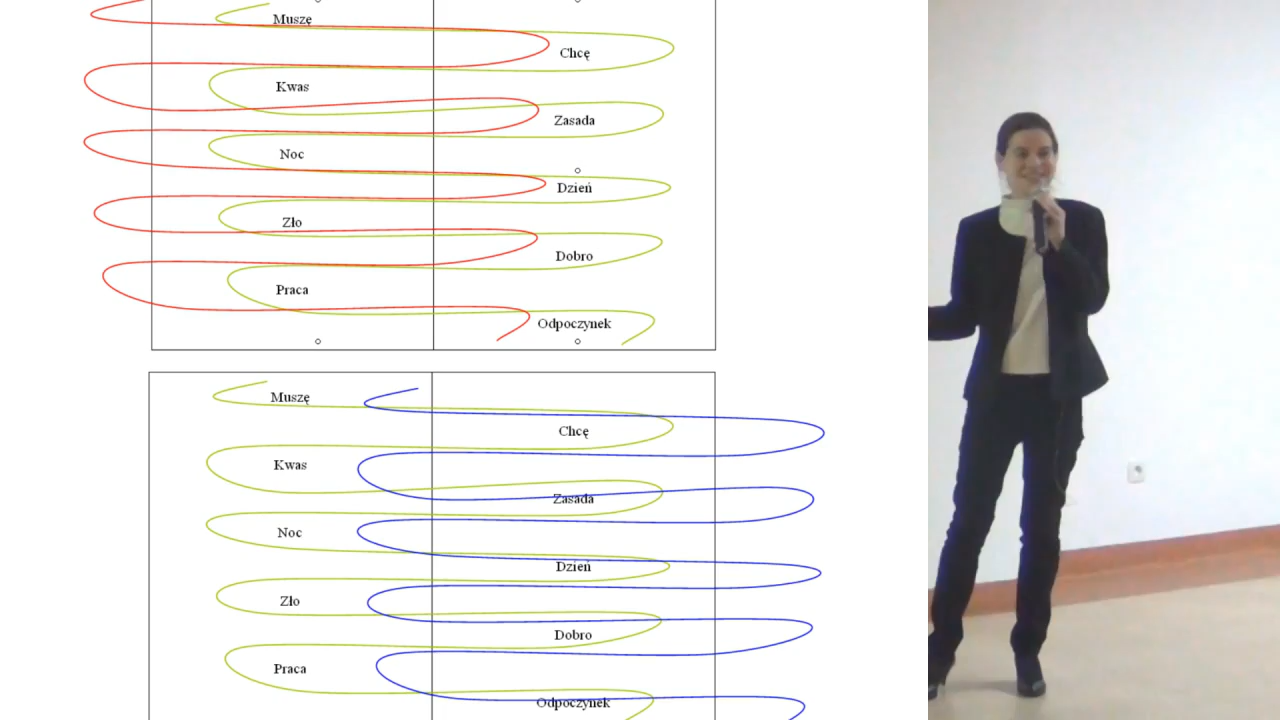 Muszę
Chcę
Kwas
Zasada
Noc
Dzień
Zło
Dobro
Praca
Odpoczynek
Muszę
Chcę
Kwas
Zasada
Noc
Dzień
Zło
Dobro
Praca
Odpoczynek